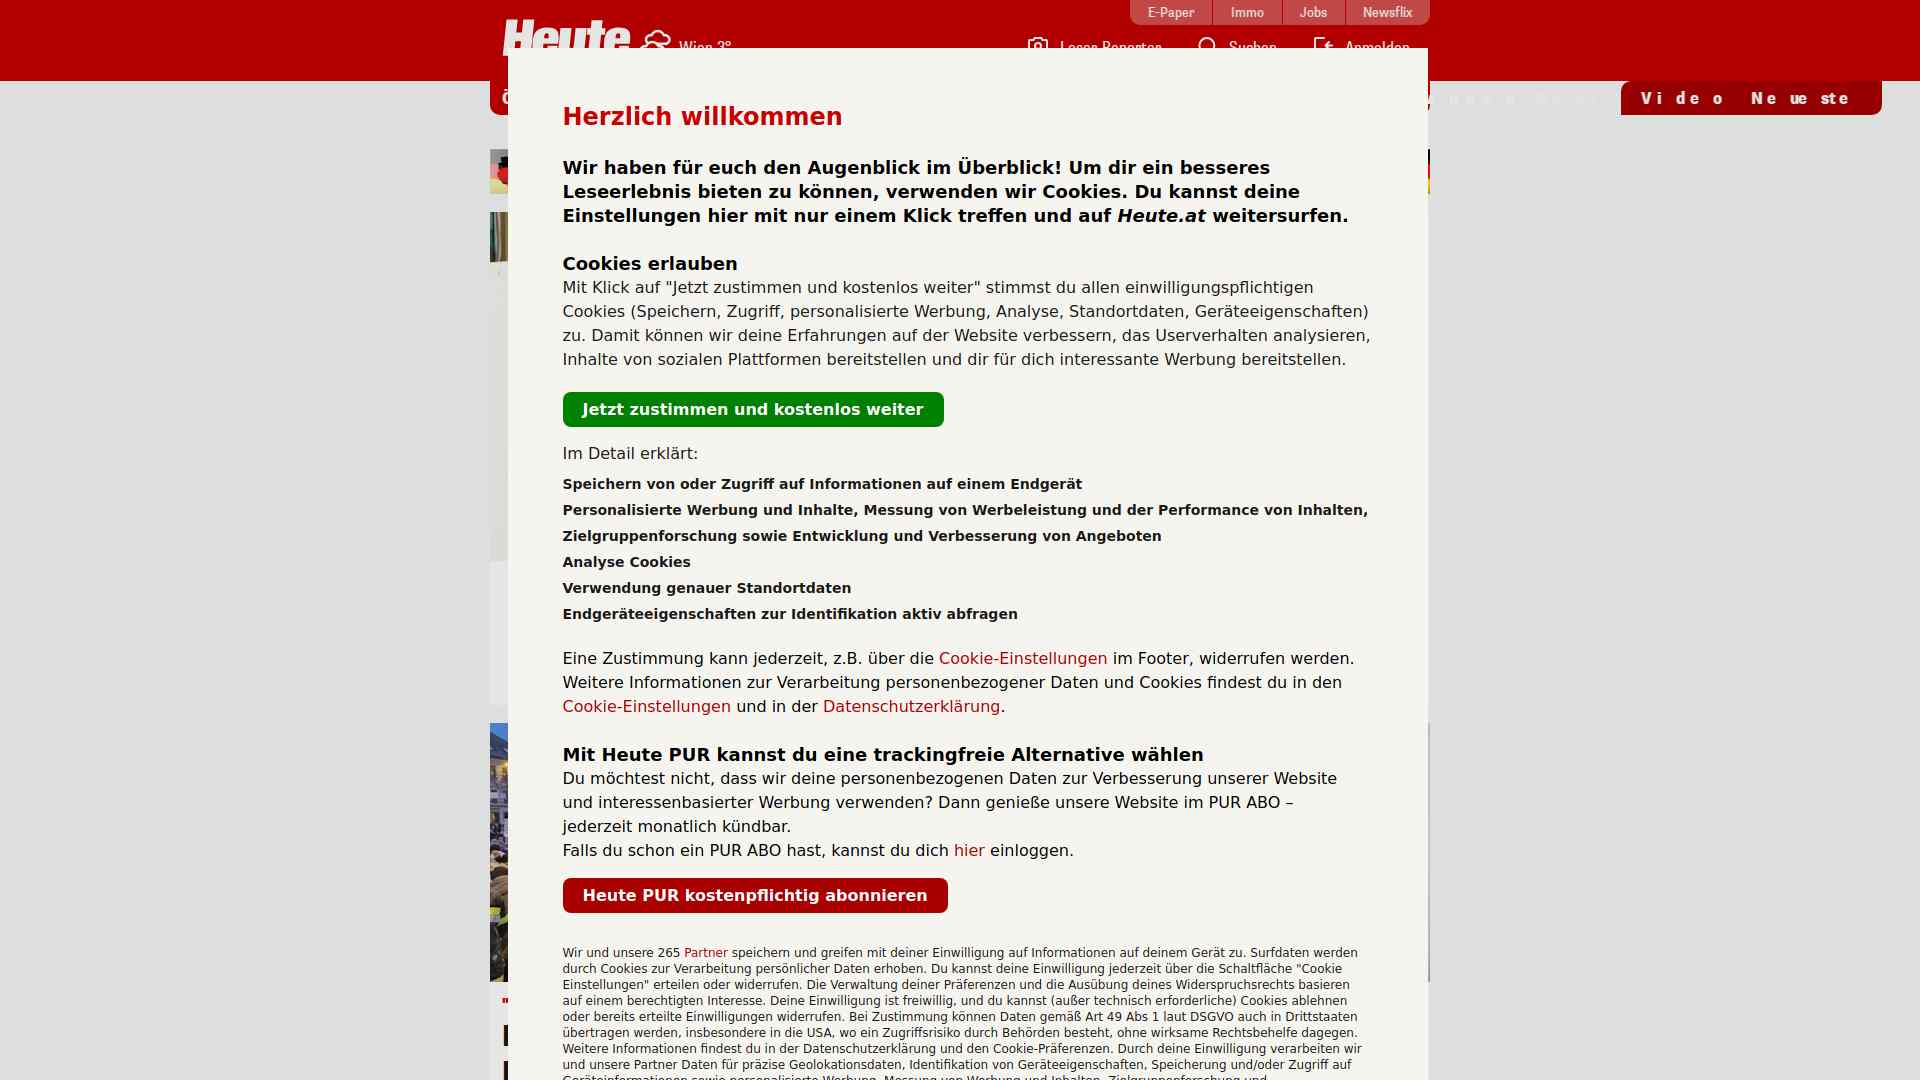 E-Paper Immo Jobs Newsflix
Heute
Wien 3°
Leser-Reporter Suchen Anmelden
Video Neueste
Herzlich willkommen
Wir haben für euch den Augenblick im Überblick! Um dir ein besseres
Leseerlebnis bieten zu können, verwenden wir Cookies. Du kannst deine
Einstellungen hier mit nur einem Klick treffen und auf Heute.at weitersurfen.
Cookies erlauben
Mit Klick auf "Jetzt zustimmen und kostenlos weiter" stimmst du allen einwilligungspflichtigen
Cookies (Speichern, Zugriff, personalisierte Werbung, Analyse, Standortdaten, Geräteeigenschaften)
zu. Damit können wir deine Erfahrungen auf der Website verbessern, das Userverhalten analysieren,
Inhalte von sozialen Plattformen bereitstellen und dir für dich interessante Werbung bereitstellen.
Jetzt zustimmen und kostenlos weiter
Im Detail erklärt:
Speichern von oder Zugriff auf Informationen auf einem Endgerät
Personalisierte Werbung und Inhalte, Messung von Werbeleistung und der Performance von Inhalten,
Zielgruppenforschung sowie Entwicklung und Verbesserung von Angeboten
Analyse Cookies
Verwendung genauer Standortdaten
Endgeräteeigenschaften zur Identifikation aktiv abfragen
Eine Zustimmung kann jederzeit, z.B. über die Cookie-Einstellungen im Footer, widerrufen werden.
Weitere Informationen zur Verarbeitung personenbezogener Daten und Cookies findest du in den
Cookie-Einstellungen und in der Datenschutzerklärung.
Mit Heute PUR kannst du eine trackingfreie Alternative wählen
Du möchtest nicht, dass wir deine personenbezogenen Daten zur Verbesserung unserer Website
und interessenbasierter Werbung verwenden? Dann genieße unsere Website im PUR ABO –
jederzeit monatlich kündbar.
Falls du schon ein PUR ABO hast, kannst du dich hier einloggen.
Heute PUR kostenpflichtig abonnieren
Wir und unsere 265 Partner speichern und greifen mit deiner Einwilligung auf Informationen auf deinem Gerät zu. Surfdaten werden
durch Cookies zur Verarbeitung persönlicher Daten erhoben. Du kannst deine Einwilligung jederzeit über die Schaltfläche "Cookie
Einstellungen" erteilen oder widerrufen. Die Verwaltung deiner Präferenzen und die Ausübung deines Widerspruchsrechts basieren
auf einem berechtigten Interesse. Deine Einwilligung ist freiwillig, und du kannst (außer technisch erforderliche) Cookies ablehnen
oder bereits erteilte Einwilligungen widerrufen. Bei Zustimmung können Daten gemäß Art 49 Abs 1 laut DSGVO auch in Drittstaaten
übertragen werden, insbesondere in die USA, wo ein Zugriffsrisiko durch Behörden besteht, ohne wirksame Rechtsbehelfe dagegen.
Weitere Informationen findest du in der Datenschutzerklärung und den Cookie-Präferenzen. Durch deine Einwilligung verarbeiten wir
und unsere Partner Daten für präzise Geolokationsdaten, Identifikation von Geräteeigenschaften, Speicherung und/oder Zugriff auf
Geräteinformationen sowie personalisierte Werbung, Messung von Werbung und Inhalten, Zielgruppenforschung und